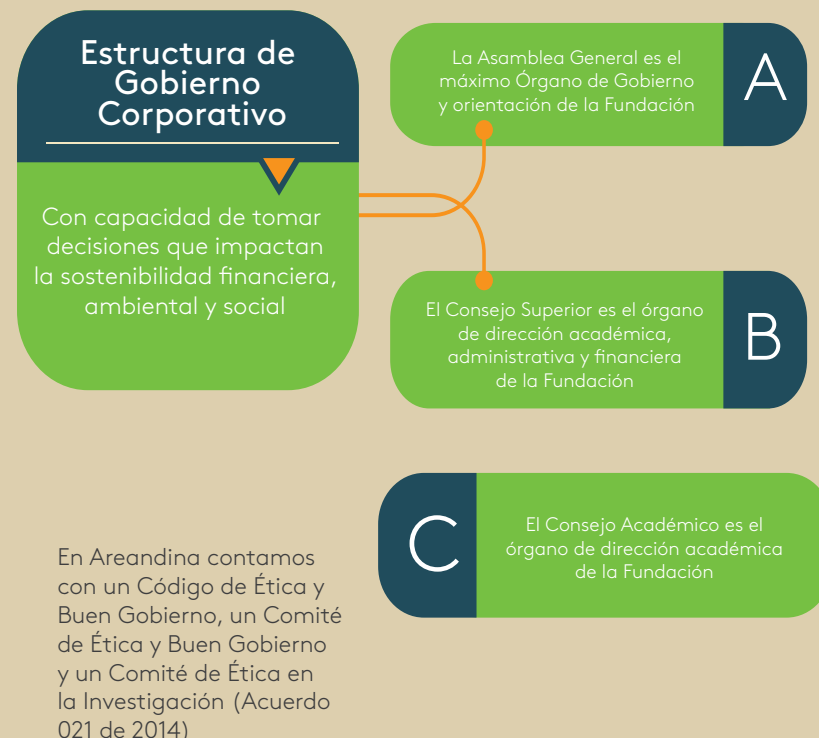 Estructura de
Gobierno
Corporativo
Con capacidad de tomar
decisiones que impactan
la sostenibilidad financiera,
ambiental y social
La Asamblea General es el
máximo Órgano de Gobierno
y orientación de la Fundación
A
El Consejo Superior es el órgano
de dirección académica,
administrativa y financiera
de la Fundación
B
C
El Consejo Académico es el
órgano de dirección académica
de la Fundación
En Areandina contamos
con un Código de Ética y
Buen Gobierno, un Comité
de Ética y Buen Gobierno
y un Comité de Ética en
la Investigación (Acuerdo
021 de 2014)